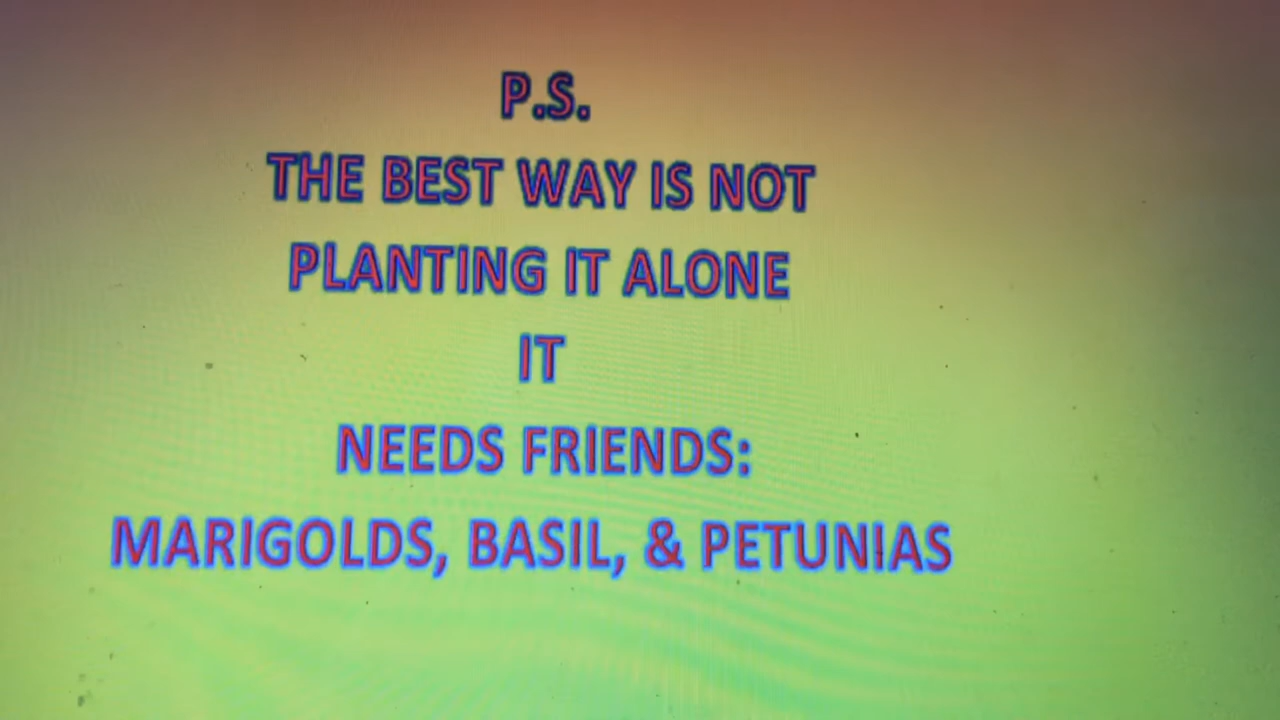 P.S.
THE BEST WAY IS NOT
PLANTING IT ALONE
IT
NEEDS FRIENDS:
MARIGOLDS, BASIL, & PETUNIAS